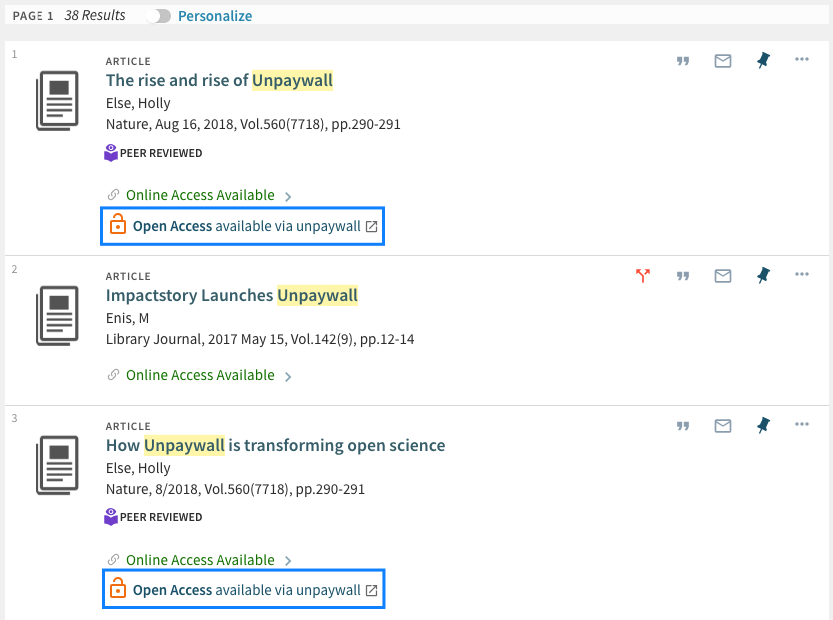 PAGE 1 38 Results Personalize
1
ARTICLE
The rise and rise of Unpaywall
Else, Holly
Nature, Aug 16, 2018, Vol.560(7718), pp.290-291
PEER REVIEWED
Online Access Available
Open Access available via unpaywall
2
ARTICLE
Impactstory Launches Unpaywall
Enis, M
Library Journal, 2017 May 15, Vol.142(9), pp.12-14
Online Access Available
3
ARTICLE
How Unpaywall is transforming open science
Else, Holly
Nature, 8/2018, Vol.560(7718), pp.290-291
PEER REVIEWED
Online Access Available
Open Access available via unpaywall